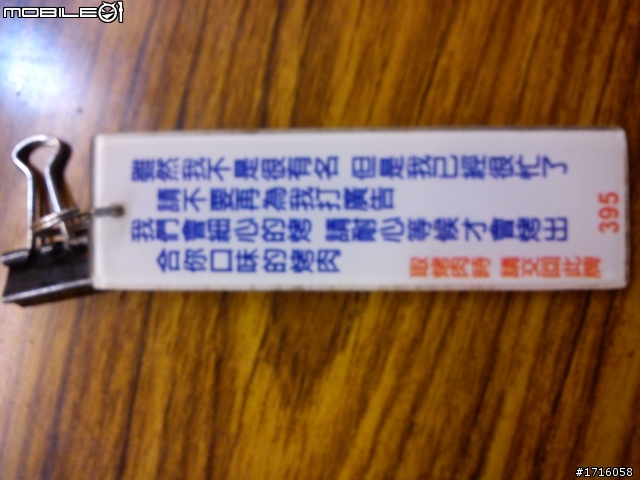 MOBILE01
雖然我不是很有名 但是我已經很忙了
請不要再為我打廣告
我們會細心的烤 請耐心等候才會烤出
合你口味的烤肉
取烤肉時 請交回此牌
395
#1716058